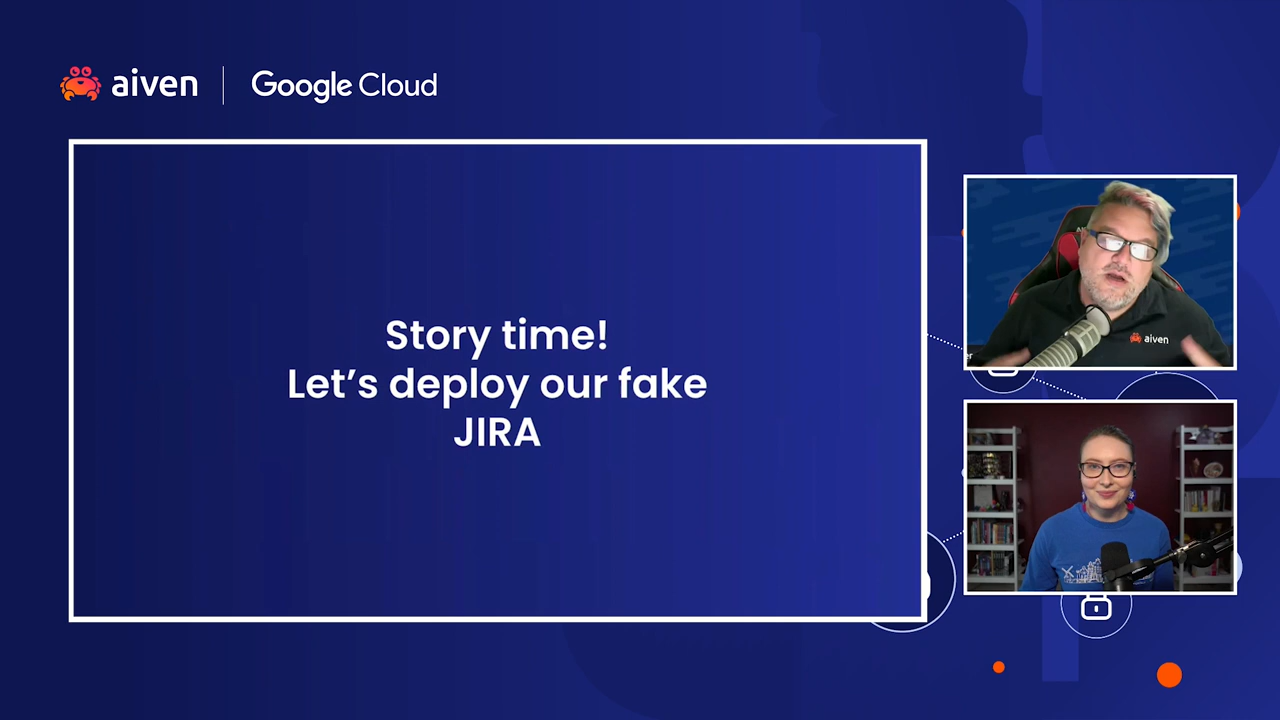 aiven
Google Cloud
Story time!
Let's deploy our fake
JIRA
aiven